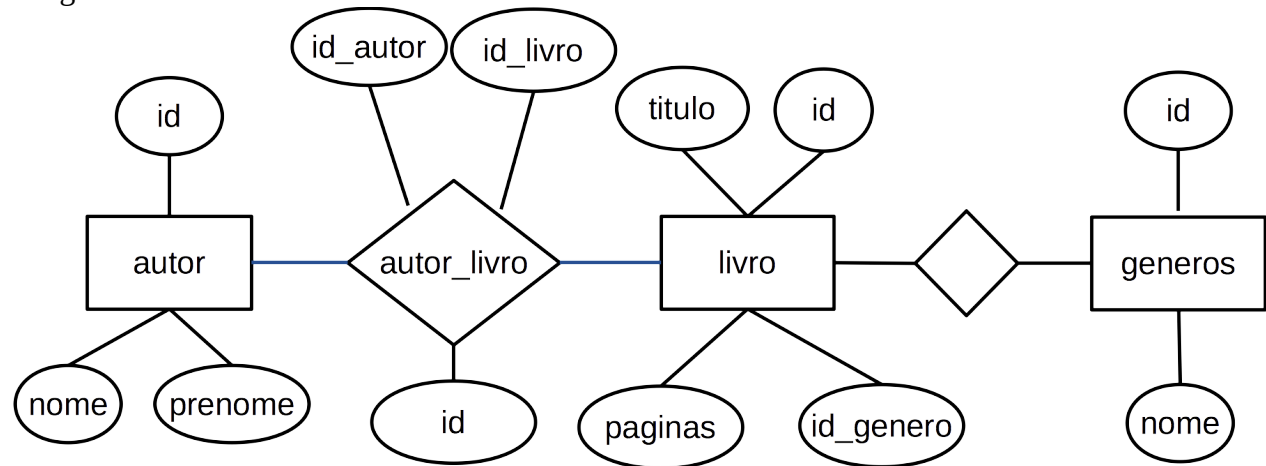 id_autor
id_livro
id
titulo
id
id
autor
autor_livro
livro
generos
nome
prenome
id
paginas
id_genero
nome